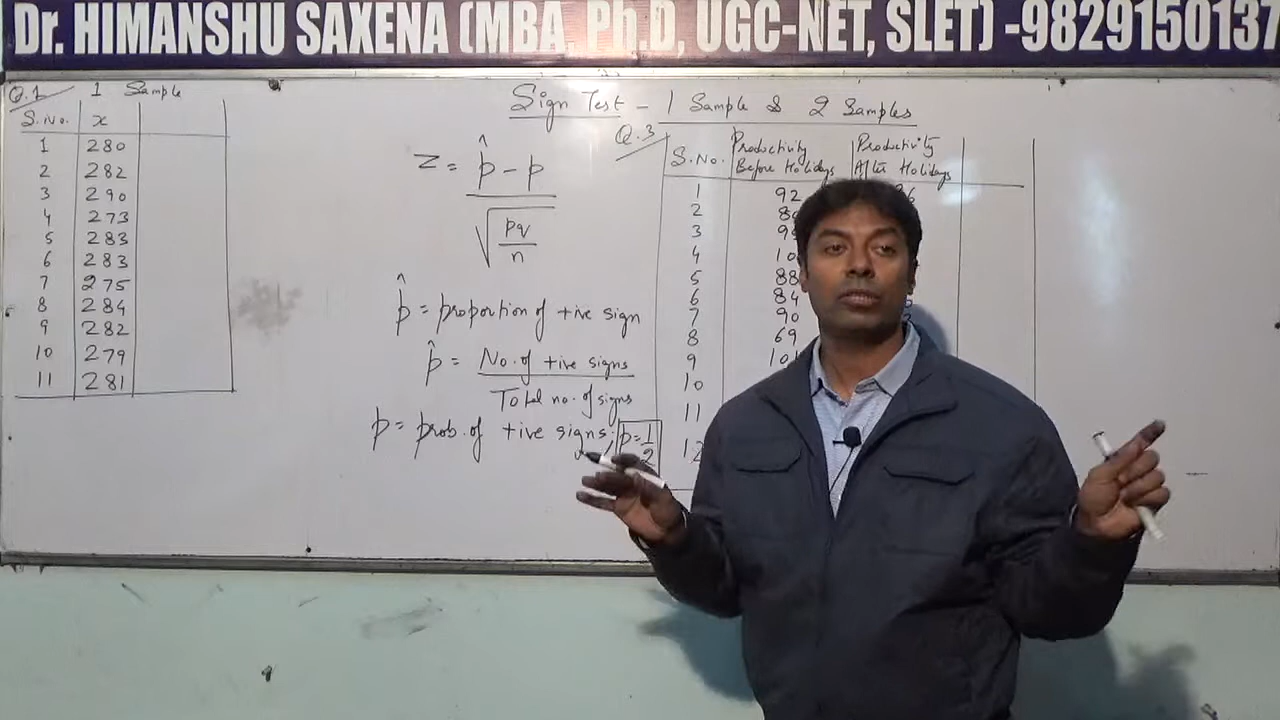 Dr. HIMANSHU SAXENA (MBA, Ph.D, UGC-NET, SLET) -9829150137
Q.1 1 Sample
S.No. x
1 280
2 282
3 290
4 273
5 283
6 283
7 275
8 284
9 282
10 279
11 281
Sign Test - 1 Sample & 2 Samples
Z = p̂ - p
√ pq
n
p̂ = proportion of +ive sign
p̂ = No. of +ive signs
Total no. of signs
p = prob. of +ive signs; p = 1/2
Q.3
S.No. Productivity Before Holidays Productivity After Holidays
1 92
2
3
4
5 88
6 84
7 90
8 69
9
10
11
12